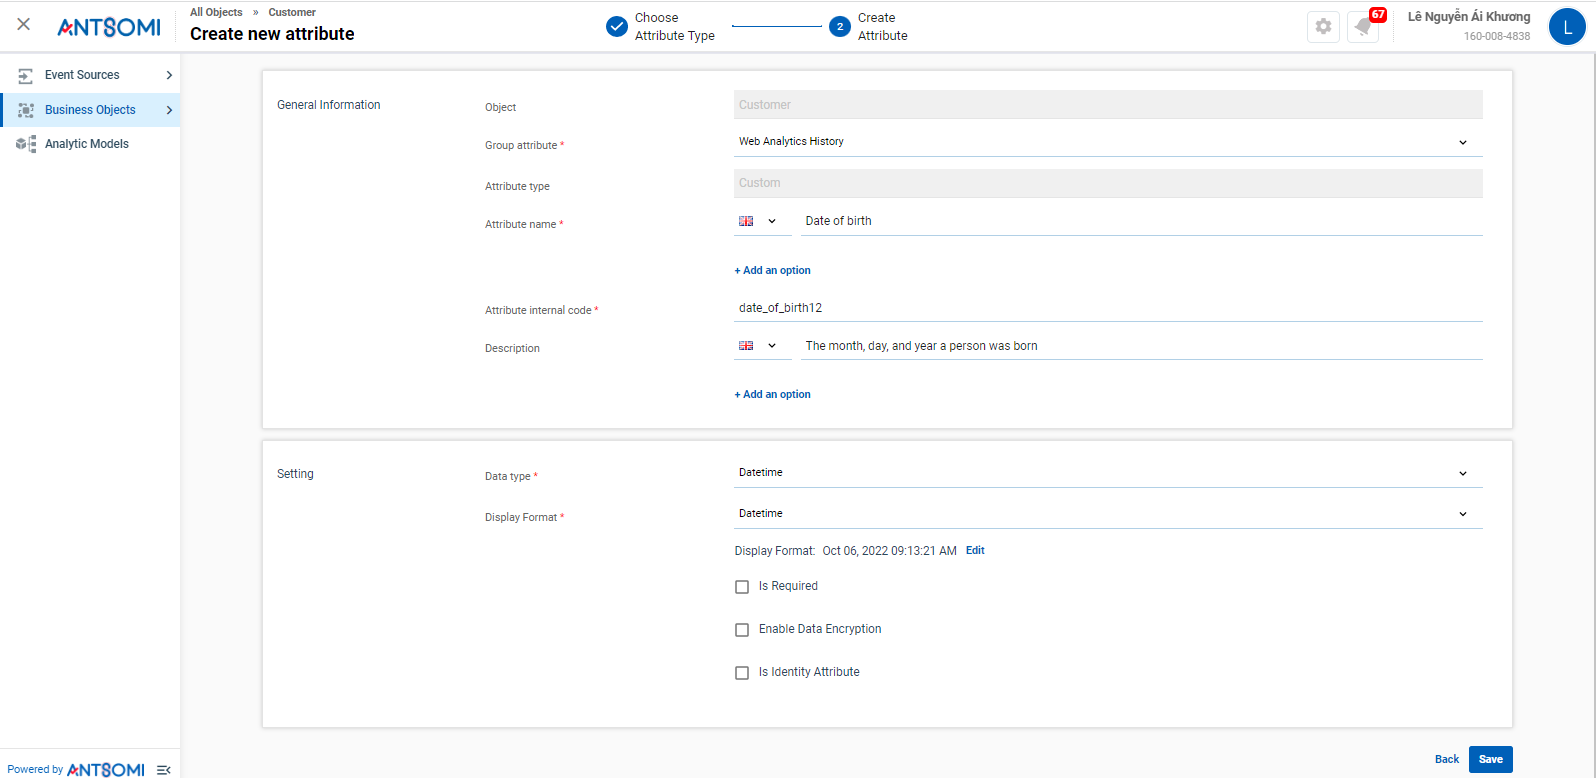 ANTSOMI
All Objects » Customer
Create new attribute
Choose
Attribute Type
2
Create
Attribute
67
Lê Nguyễn Ái Khương
160-008-4838
L
Event Sources
Business Objects
Analytic Models
General Information
Object
Customer
Group attribute *
Web Analytics History
Attribute type
Custom
Attribute name *
Date of birth
+ Add an option
Attribute internal code *
date_of_birth12
Description
The month, day, and year a person was born
+ Add an option
Setting
Data type *
Datetime
Display Format *
Datetime
Display Format: Oct 06, 2022 09:13:21 AM Edit
Is Required
Enable Data Encryption
Is Identity Attribute
Powered by ANTSOMI
Back
Save